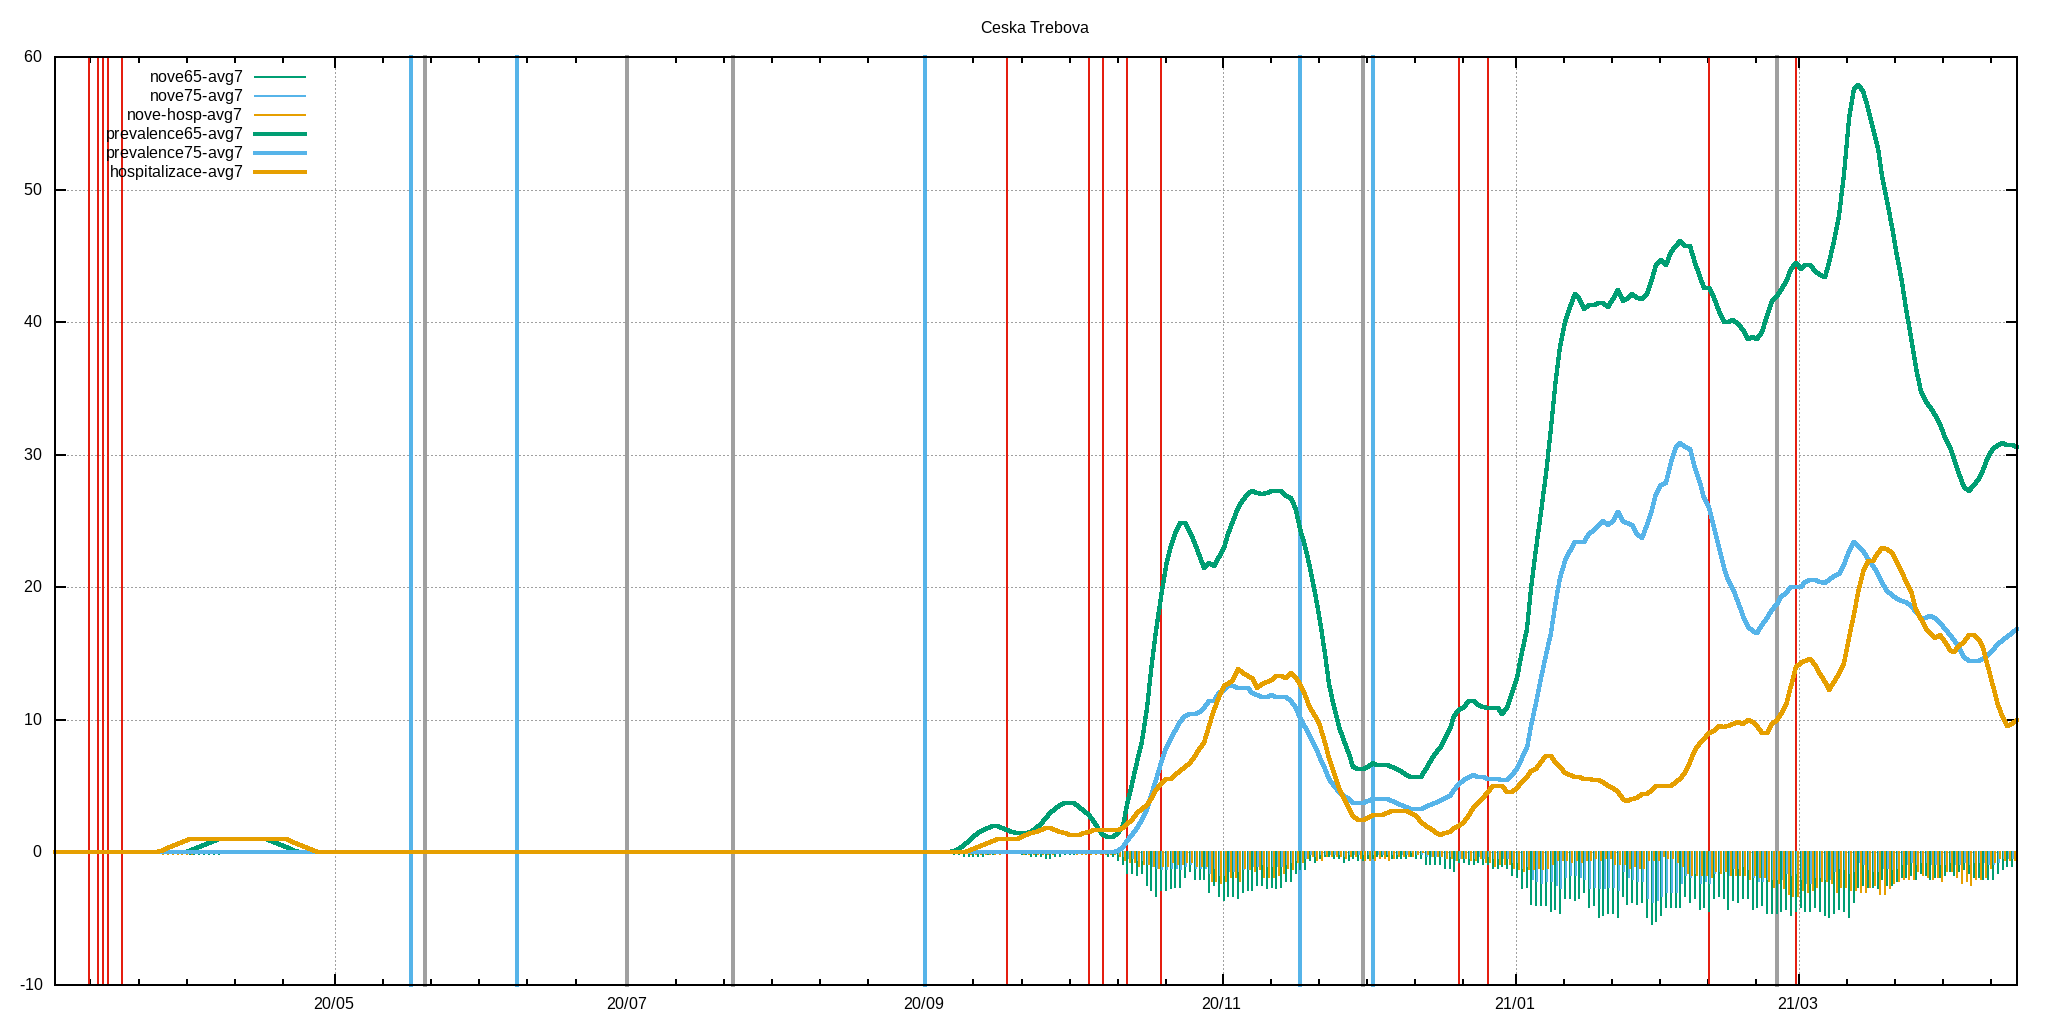 Ceska Trebova
60
nove65-avg7
nove75-avg7
nove-hosp-avg7
prevalence65-avg7
prevalence75-avg7
hospitalizace-avg7
50
40
30
20
10
0
-10
20/05
20/07
20/09
20/11
21/01
21/03